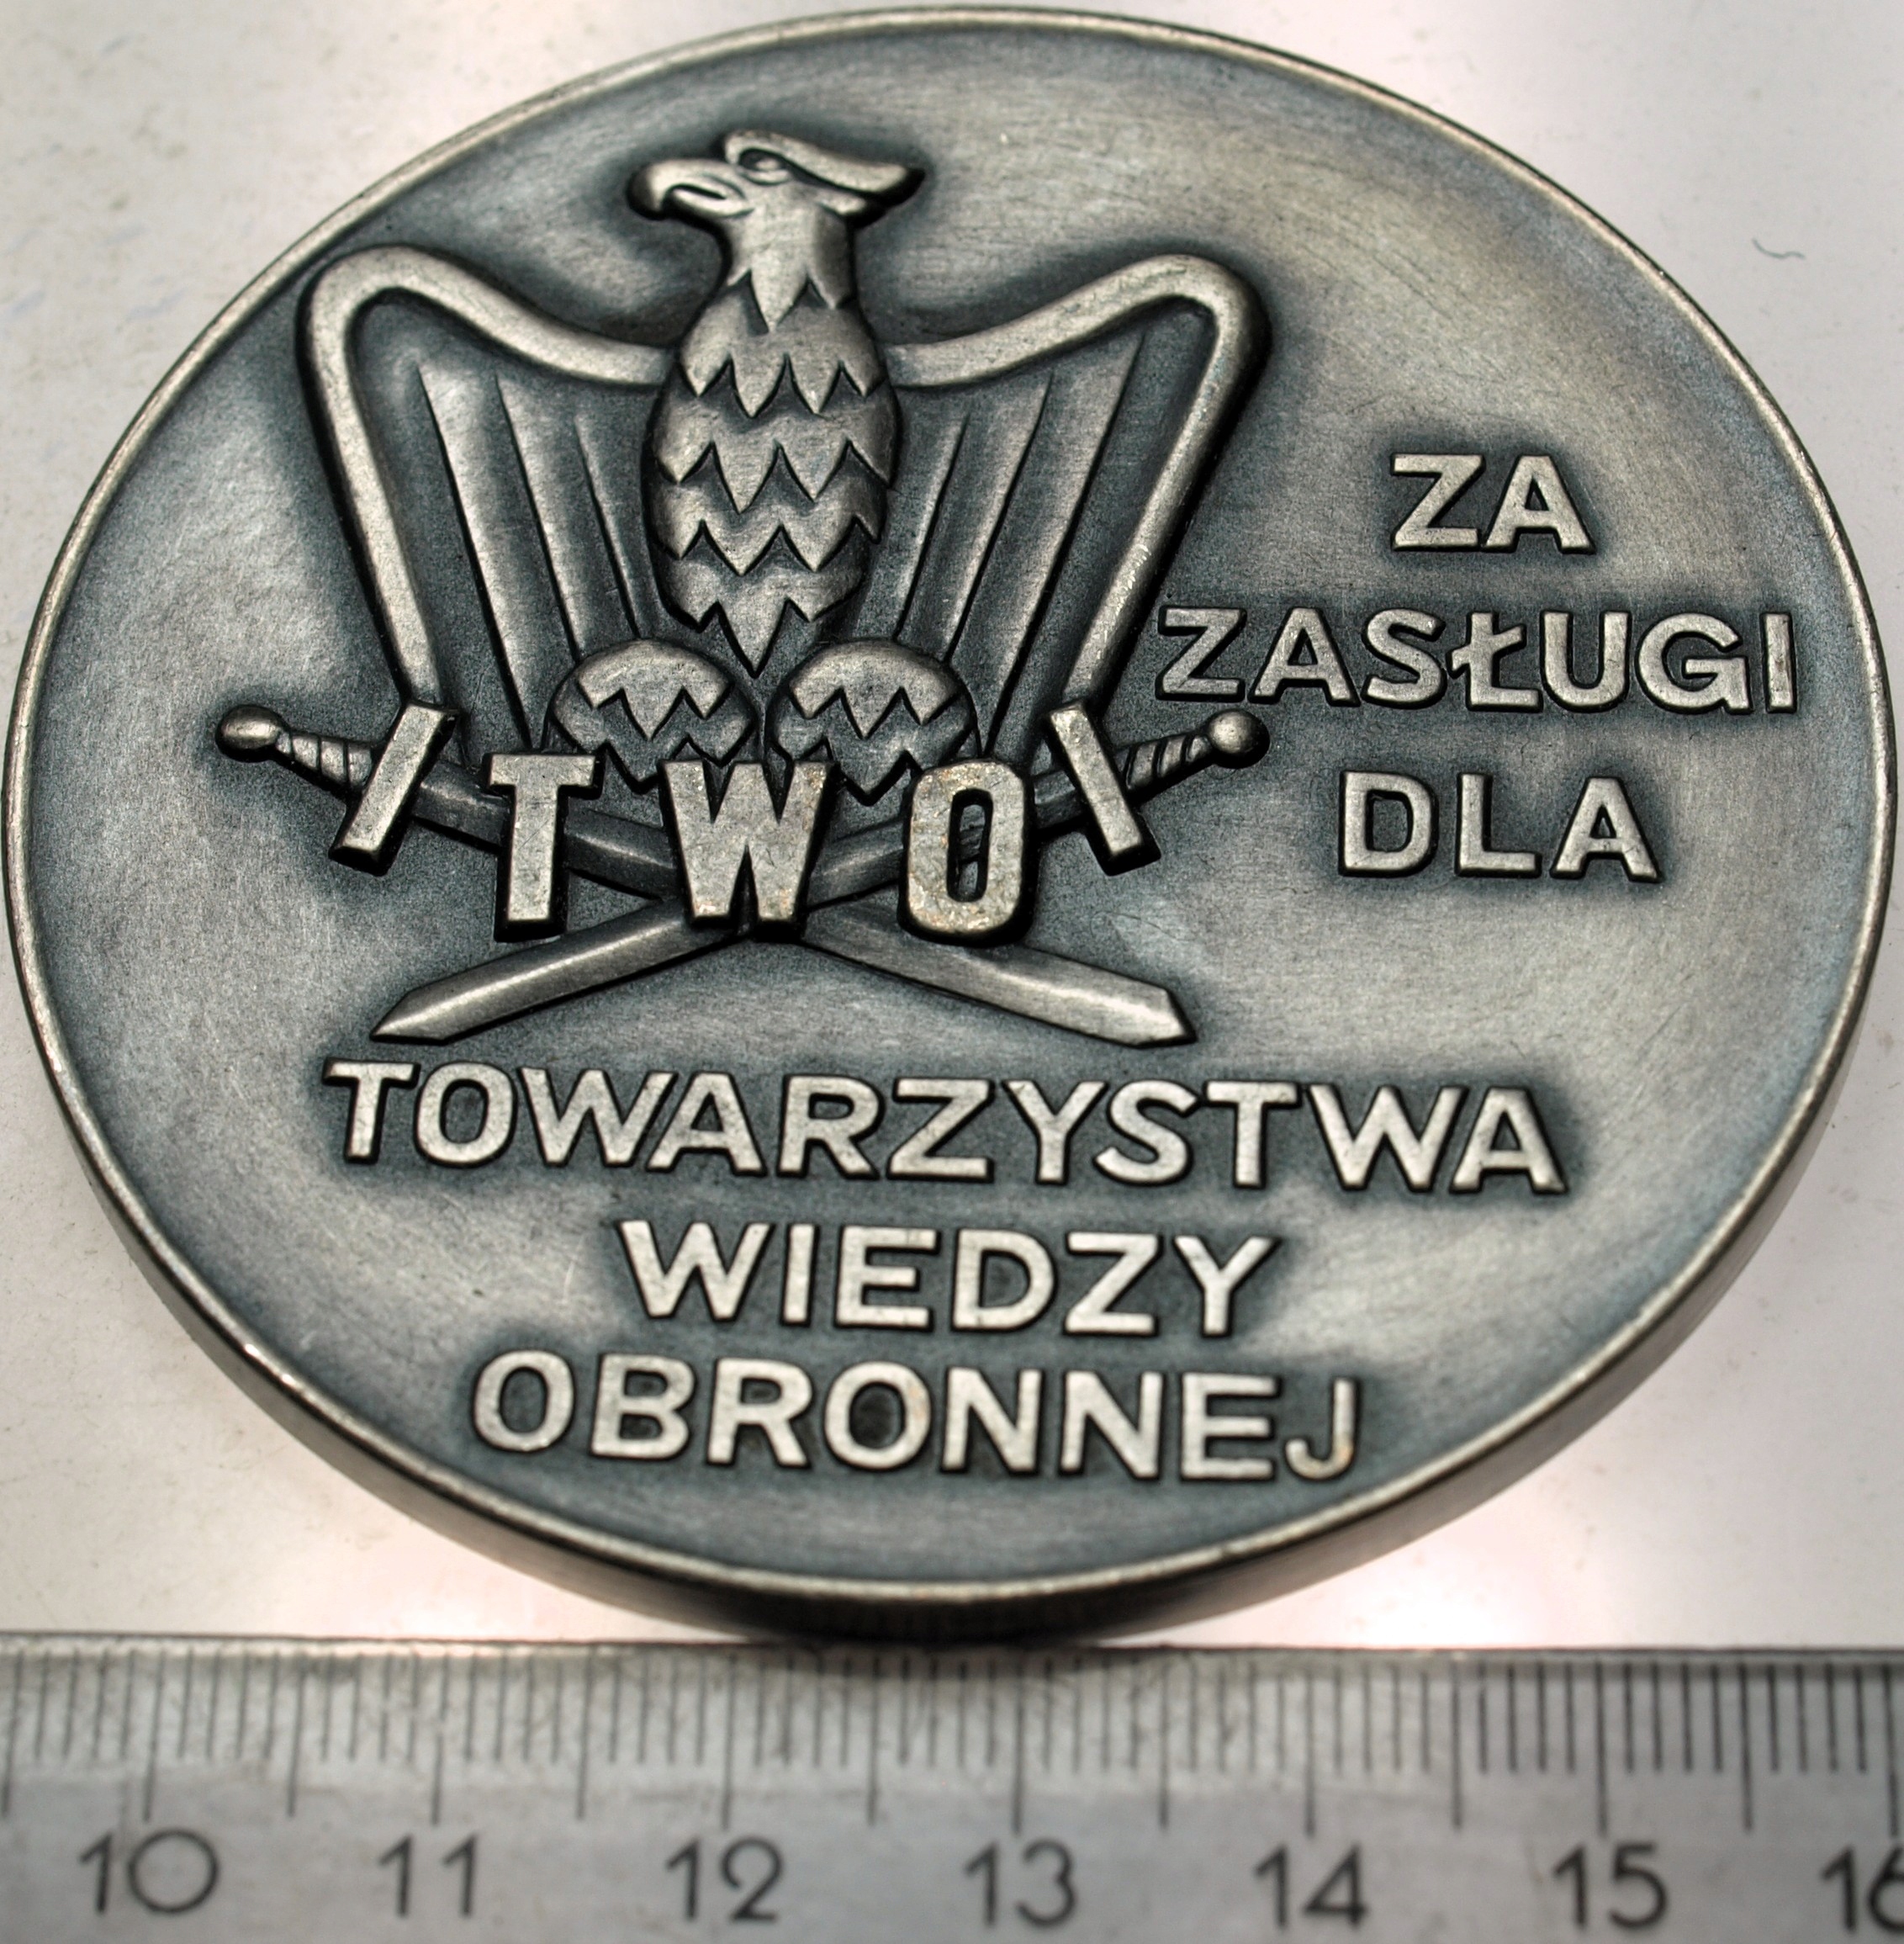 ZA
ZASŁUGI
DLA
TWO
TOWARZYSTWA
WIEDZY
OBRONNEJ
10 11 12 13 14 15 16